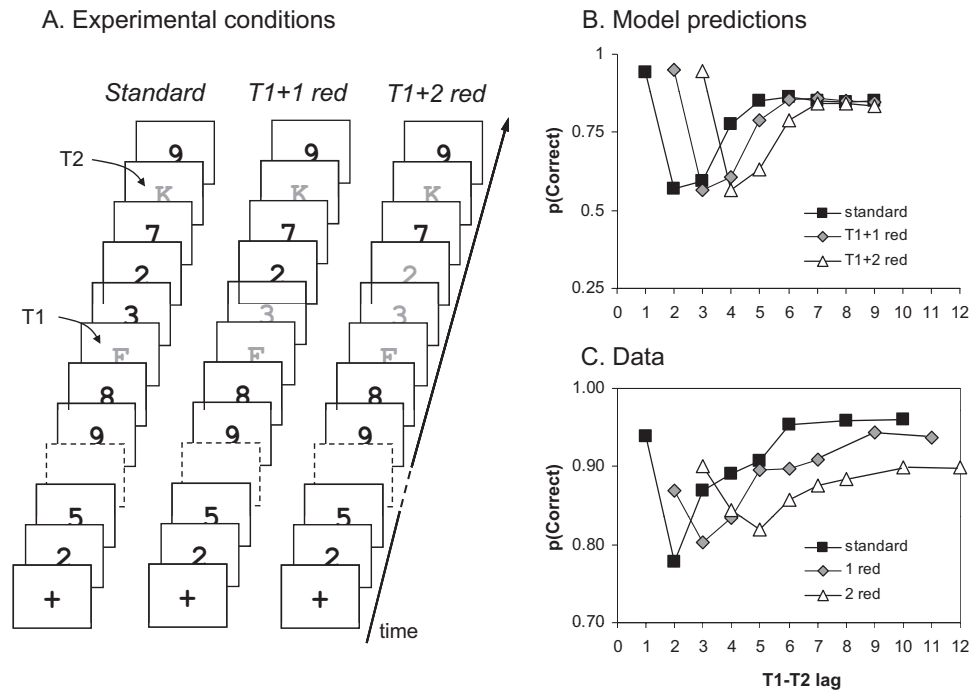 A. Experimental conditions
Standard
T1+1 red
T1+2 red
9
9
9
T2
K
K
K
7
7
7
2
2
2
3
3
3
T1
F
F
F
8
8
8
9
9
9
5
5
5
2
2
2
+
+
+
time
B. Model predictions
p(Correct)
1
0.75
0.5
0.25
standard
T1+1 red
T1+2 red
0 1 2 3 4 5 6 7 8 9 10 11 12
C. Data
p(Correct)
1.00
0.90
0.80
0.70
standard
1 red
2 red
0 1 2 3 4 5 6 7 8 9 10 11 12
T1-T2 lag